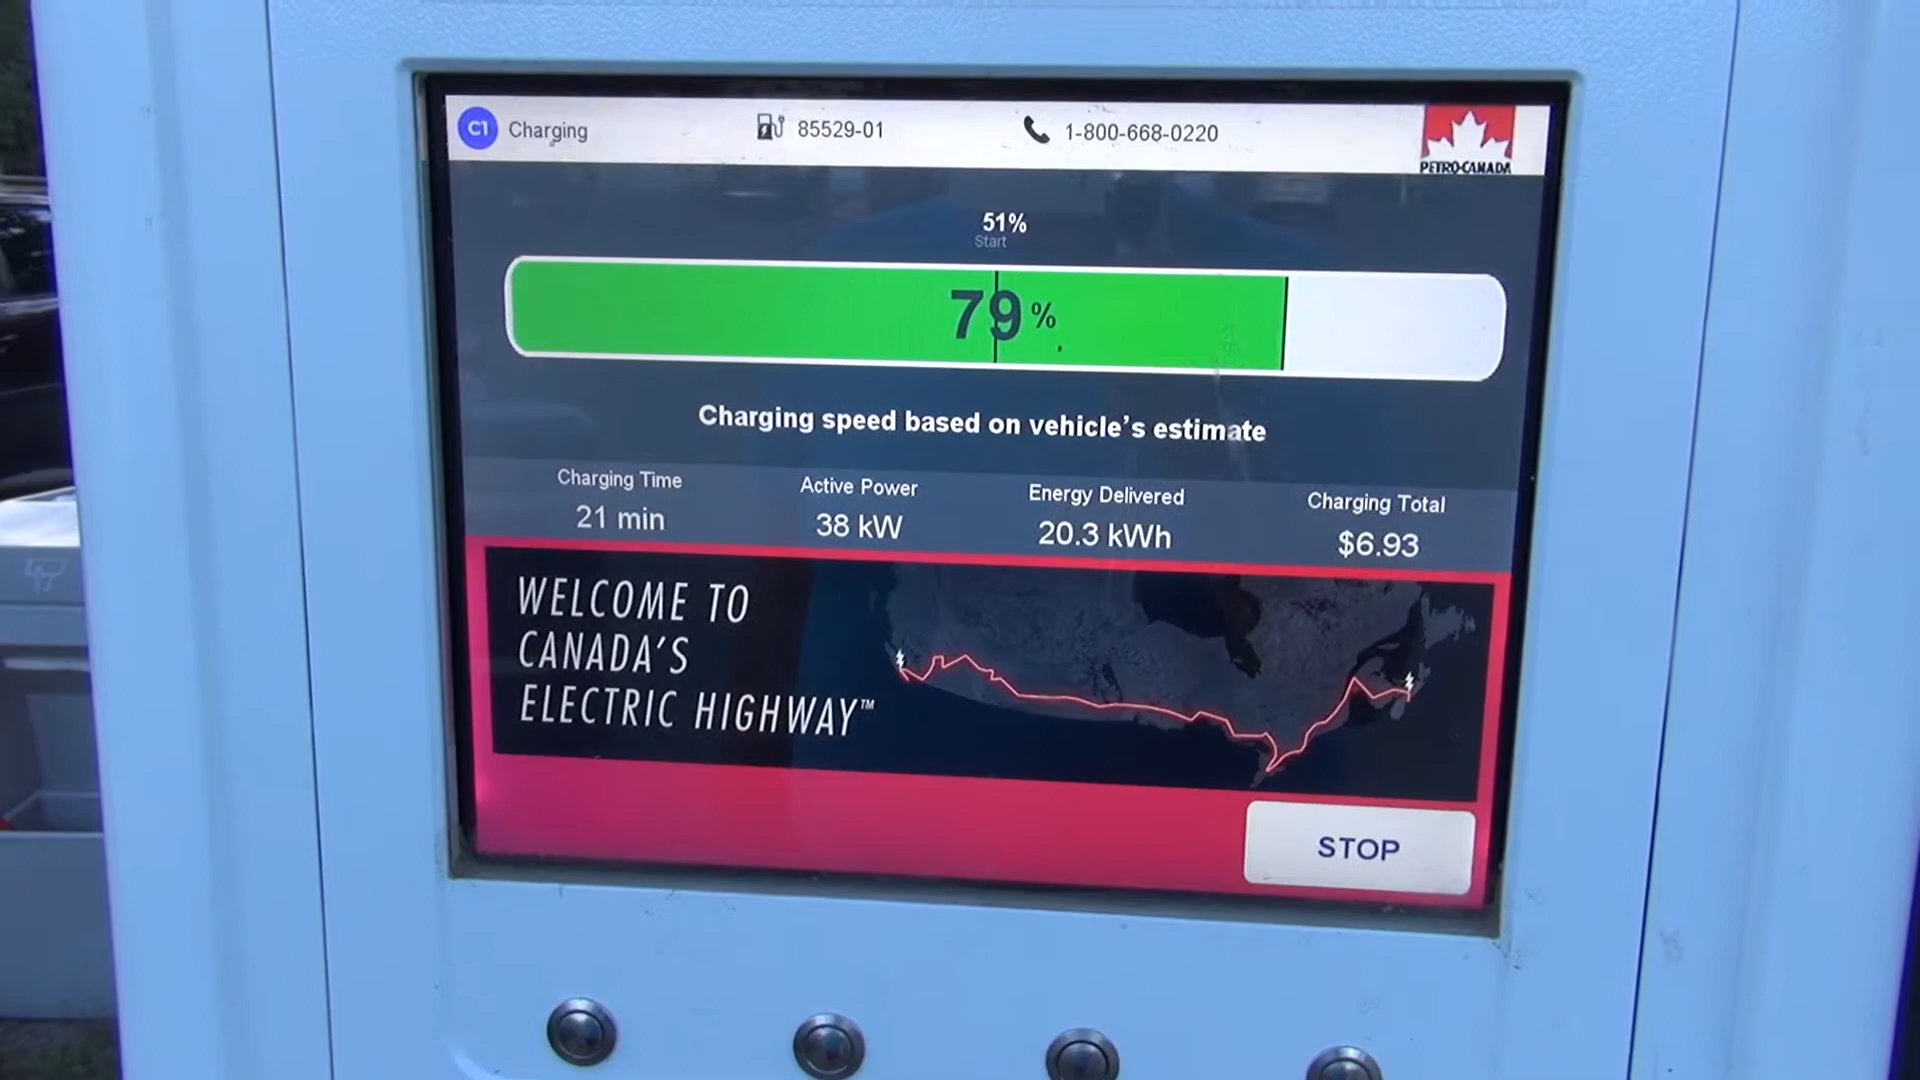 C1 Charging
85529-01
1-800-668-0220
PETRO-CANADA
51%
Start
79%
Charging speed based on vehicle's estimate
Charging Time
21 min
Active Power
38 kW
Energy Delivered
20.3 kWh
Charging Total
$6.93
WELCOME TO
CANADA'S
ELECTRIC HIGHWAY™
STOP